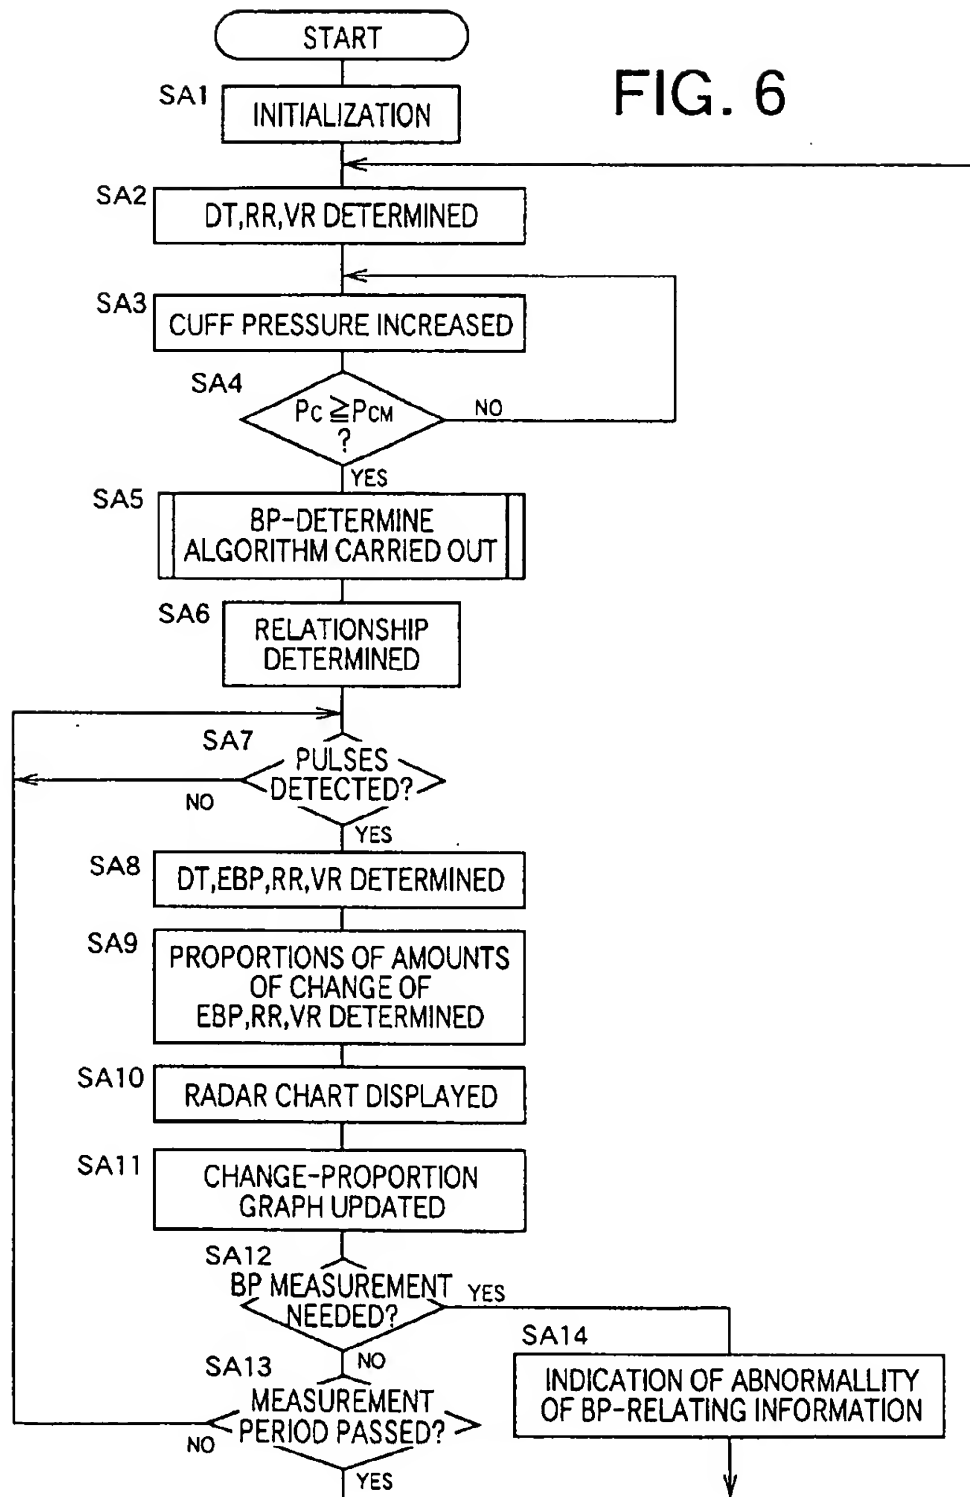 START
FIG. 6
SA1
INITIALIZATION
SA2
DT,RR,VR DETERMINED
SA3
CUFF PRESSURE INCREASED
SA4
PC≧PCM
?
NO
YES
SA5
BP-DETERMINE
ALGORITHM CARRIED OUT
SA6
RELATIONSHIP
DETERMINED
SA7
PULSES
DETECTED?
NO
YES
SA8
DT,EBP,RR,VR DETERMINED
SA9
PROPORTIONS OF AMOUNTS
OF CHANGE OF
EBP,RR,VR DETERMINED
SA10
RADAR CHART DISPLAYED
SA11
CHANGE-PROPORTION
GRAPH UPDATED
SA12
BP MEASUREMENT
NEEDED?
YES
NO
SA14
INDICATION OF ABNORMALLITY
OF BP-RELATING INFORMATION
SA13
MEASUREMENT
PERIOD PASSED?
NO
YES